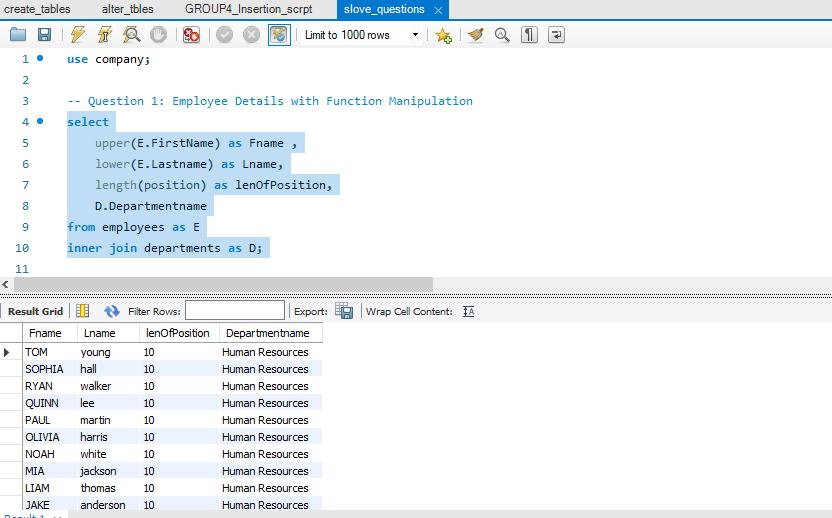 create_tables alter_tbles GROUP4_Insertion_scrpt slove_questions
Limit to 1000 rows
1 use company;
2
3 -- Question 1: Employee Details with Function Manipulation
4 select
5 upper(E.FirstName) as Fname ,
6 lower(E.Lastname) as Lname,
7 length(position) as lenOfPosition,
8 D.Departmentname
9 from employees as E
10 inner join departments as D;
11
Result Grid Filter Rows: Export: Wrap Cell Content:
Fname Lname lenOfPosition Departmentname
TOM young 10 Human Resources
SOPHIA hall 10 Human Resources
RYAN walker 10 Human Resources
QUINN lee 10 Human Resources
PAUL martin 10 Human Resources
OLIVIA harris 10 Human Resources
NOAH white 10 Human Resources
MIA jackson 10 Human Resources
LIAM thomas 10 Human Resources
JAKE anderson 10 Human Resources